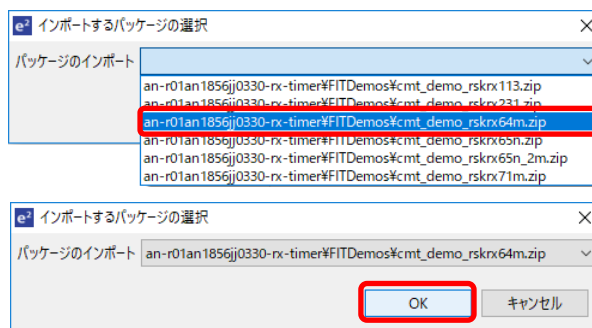 e² インポートするパッケージの選択
パッケージのインポート
an-r01an1856jj0330-rx-timer¥FITDemos¥cmt_demo_rskrx113.zip
an-r01an1856jj0330-rx-timer¥FITDemos¥cmt_demo_rskrx231.zip
an-r01an1856jj0330-rx-timer¥FITDemos¥cmt_demo_rskrx64m.zip
an-r01an1856jj0330-rx-timer¥FITDemos¥cmt_demo_rskrx65n.zip
an-r01an1856jj0330-rx-timer¥FITDemos¥cmt_demo_rskrx65n_2m.zip
an-r01an1856jj0330-rx-timer¥FITDemos¥cmt_demo_rskrx71m.zip
e² インポートするパッケージの選択
パッケージのインポート an-r01an1856jj0330-rx-timer¥FITDemos¥cmt_demo_rskrx64m.zip
OK キャンセル